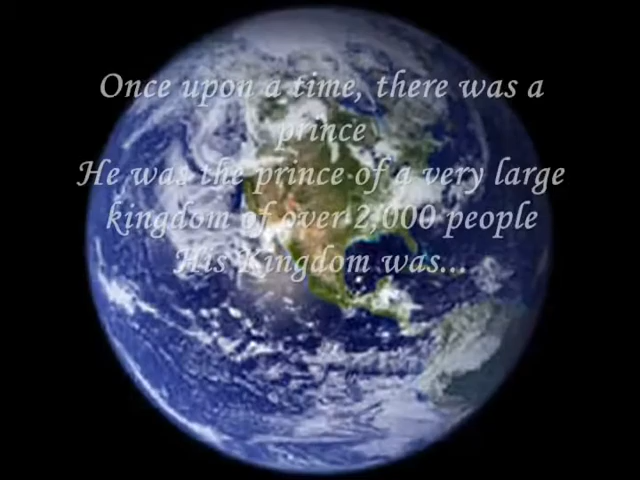 Once upon a time, there was a
prince
He was the prince of a very large
kingdom of over 2,000 people
His Kingdom was...